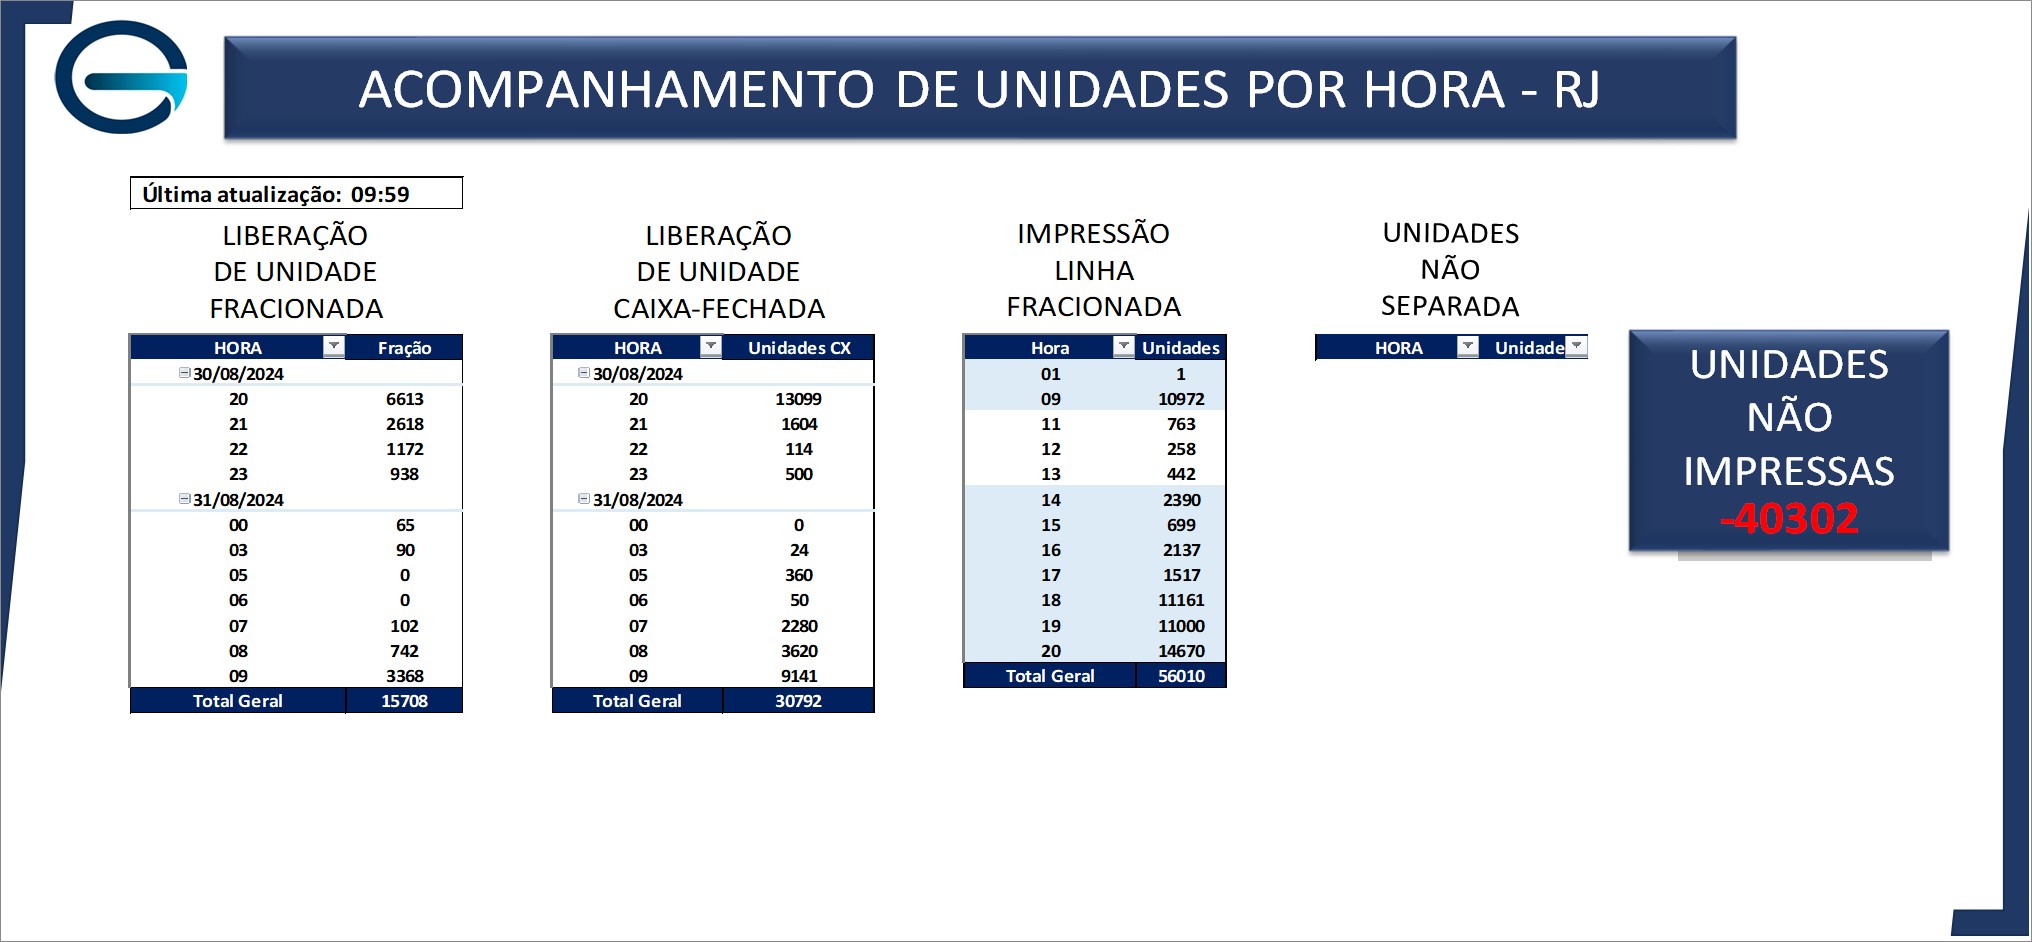 ACOMPANHAMENTO DE UNIDADES POR HORA - RJ
Última atualização: 09:59
LIBERAÇÃO
DE UNIDADE
FRACIONADA
HORA Fração
30/08/2024
20 6613
21 2618
22 1172
23 938
31/08/2024
00 65
03 90
05 0
06 0
07 102
08 742
09 3368
Total Geral 15708
LIBERAÇÃO
DE UNIDADE
CAIXA-FECHADA
HORA Unidades CX
30/08/2024
20 13099
21 1604
22 114
23 500
31/08/2024
00 0
03 24
05 360
06 50
07 2280
08 3620
09 9141
Total Geral 30792
IMPRESSÃO
LINHA
FRACIONADA
Hora Unidades
01 1
09 10972
11 763
12 258
13 442
14 2390
15 699
16 2137
17 1517
18 11161
19 11000
20 14670
Total Geral 56010
UNIDADES
NÃO
SEPARADA
HORA Unidade
UNIDADES
NÃO
IMPRESSAS
-40302